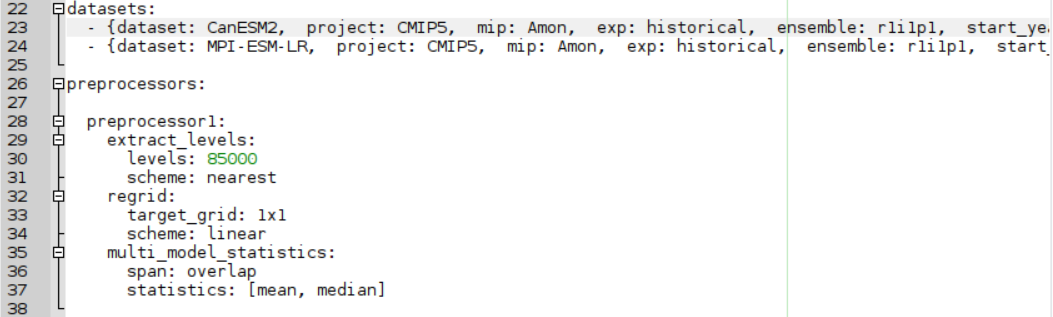 22 datasets:
23 - {dataset: CanESM2, project: CMIP5, mip: Amon, exp: historical, ensemble: r1i1p1, start_ye
24 - {dataset: MPI-ESM-LR, project: CMIP5, mip: Amon, exp: historical, ensemble: r1i1p1, start_
25
26 preprocessors:
27
28 preprocessor1:
29 extract_levels:
30 levels: 85000
31 scheme: nearest
32 regrid:
33 target_grid: 1x1
34 scheme: linear
35 multi_model_statistics:
36 span: overlap
37 statistics: [mean, median]
38